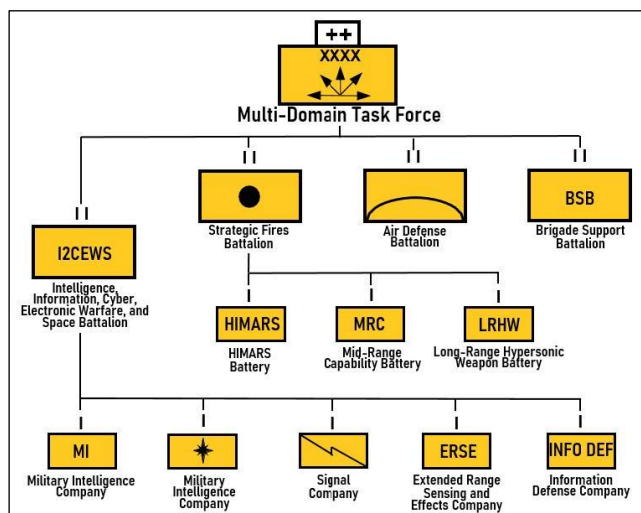 ++
XXXX
Multi-Domain Task Force
II
II
II
II
BSB
I2CEWS
Strategic Fires
Battalion
Air Defense
Battalion
Brigade Support
Battalion
Intelligence,
Information, Cyber,
Electronic Warfare, and
Space Battalion
I
I
I
HIMARS
MRC
LRHW
HIMARS
Battery
Mid-Range
Capability Battery
Long-Range Hypersonic
Weapon Battery
I
I
I
I
I
MI
ERSE
INFO DEF
Military Intelligence
Company
Military
Intelligence
Company
Signal
Company
Extended Range
Sensing and
Effects Company
Information
Defense Company